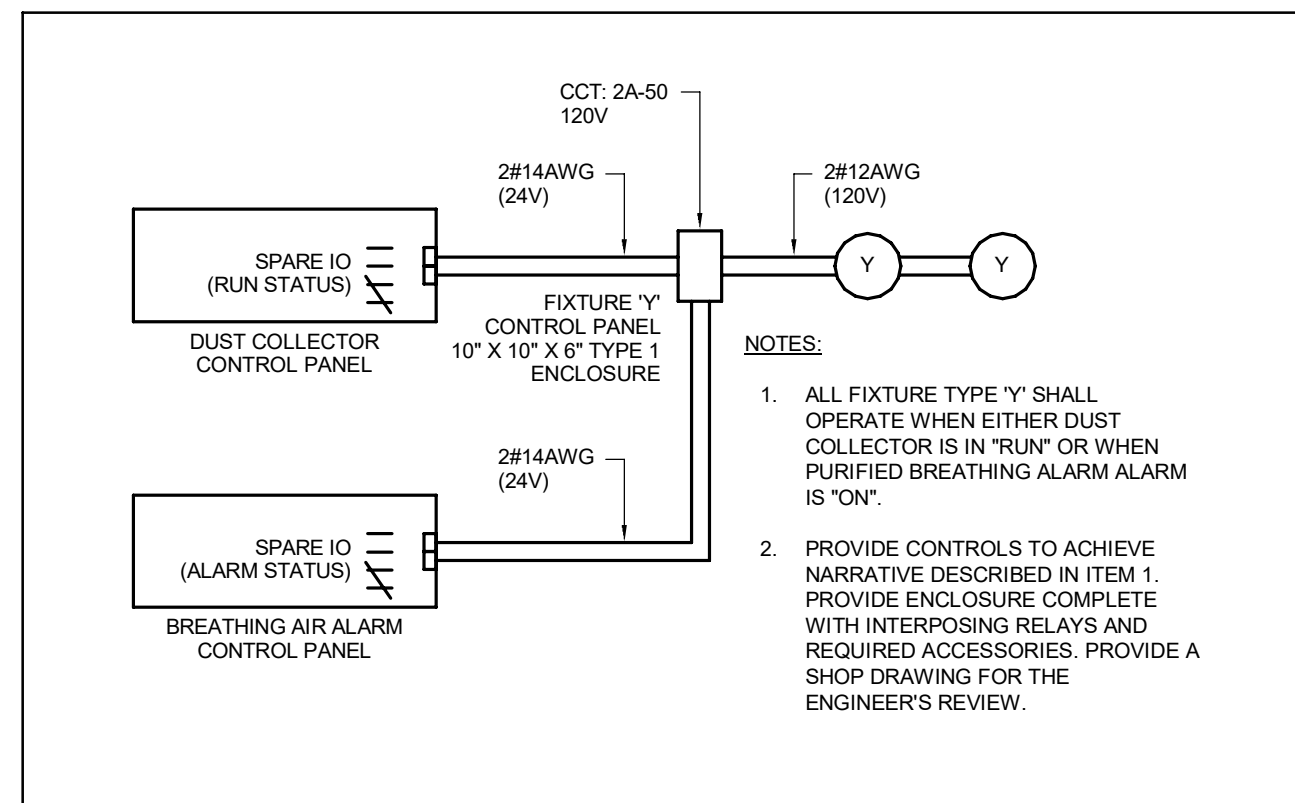 CCT: 2A-50
120V
2#14AWG
(24V)
2#12AWG
(120V)
SPARE IO
(RUN STATUS)
Y
Y
DUST COLLECTOR
CONTROL PANEL
FIXTURE 'Y'
CONTROL PANEL
10" X 10" X 6" TYPE 1
ENCLOSURE
2#14AWG
(24V)
SPARE IO
(ALARM STATUS)
BREATHING AIR ALARM
CONTROL PANEL
NOTES:
1. ALL FIXTURE TYPE 'Y' SHALL
OPERATE WHEN EITHER DUST
COLLECTOR IS IN "RUN" OR WHEN
PURIFIED BREATHING ALARM ALARM
IS "ON".
2. PROVIDE CONTROLS TO ACHIEVE
NARRATIVE DESCRIBED IN ITEM 1.
PROVIDE ENCLOSURE COMPLETE
WITH INTERPOSING RELAYS AND
REQUIRED ACCESSORIES. PROVIDE A
SHOP DRAWING FOR THE
ENGINEER'S REVIEW.